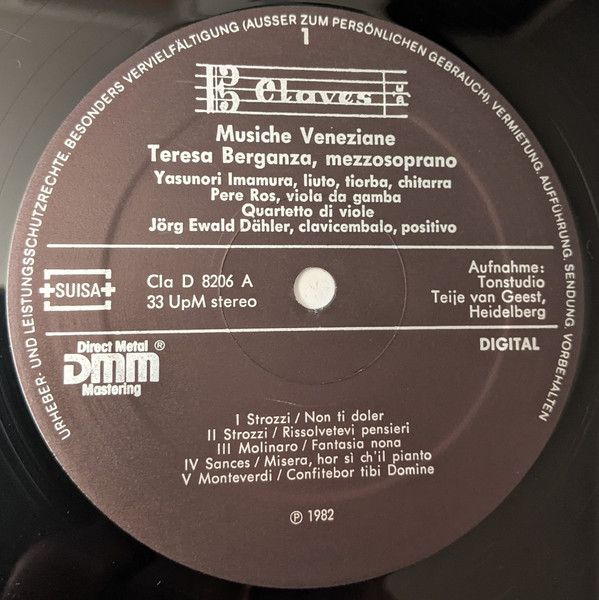 URHEBER- UND LEISTUNGSSCHUTZRECHTE, BESONDERS VERVIELFÄLTIGUNG (AUSSER ZUM PERSÖNLICHEN GEBRAUCH), VERMIETUNG, AUFFÜHRUNG, SENDUNG, VORBEHALTEN
1
Claves
Musiche Veneziane
Teresa Berganza, mezzosoprano
Yasunori Imamura, liuto, tiorba, chitarra
Pere Ros, viola da gamba
Quartetto di viole
Jörg Ewald Dähler, clavicembalo, positivo
SUISA
Cla D 8206 A
33 UpM stereo
Aufnahme:
Tonstudio
Teije van Geest,
Heidelberg
Direct Metal ®
DMM
Mastering
DIGITAL
I Strozzi / Non ti doler
II Strozzi / Rissolvetevi pensieri
III Molinaro / Fantasia nona
IV Sances / Misera, hor sì ch'il pianto
V Monteverdi / Confitebor tibi Domine
℗ 1982